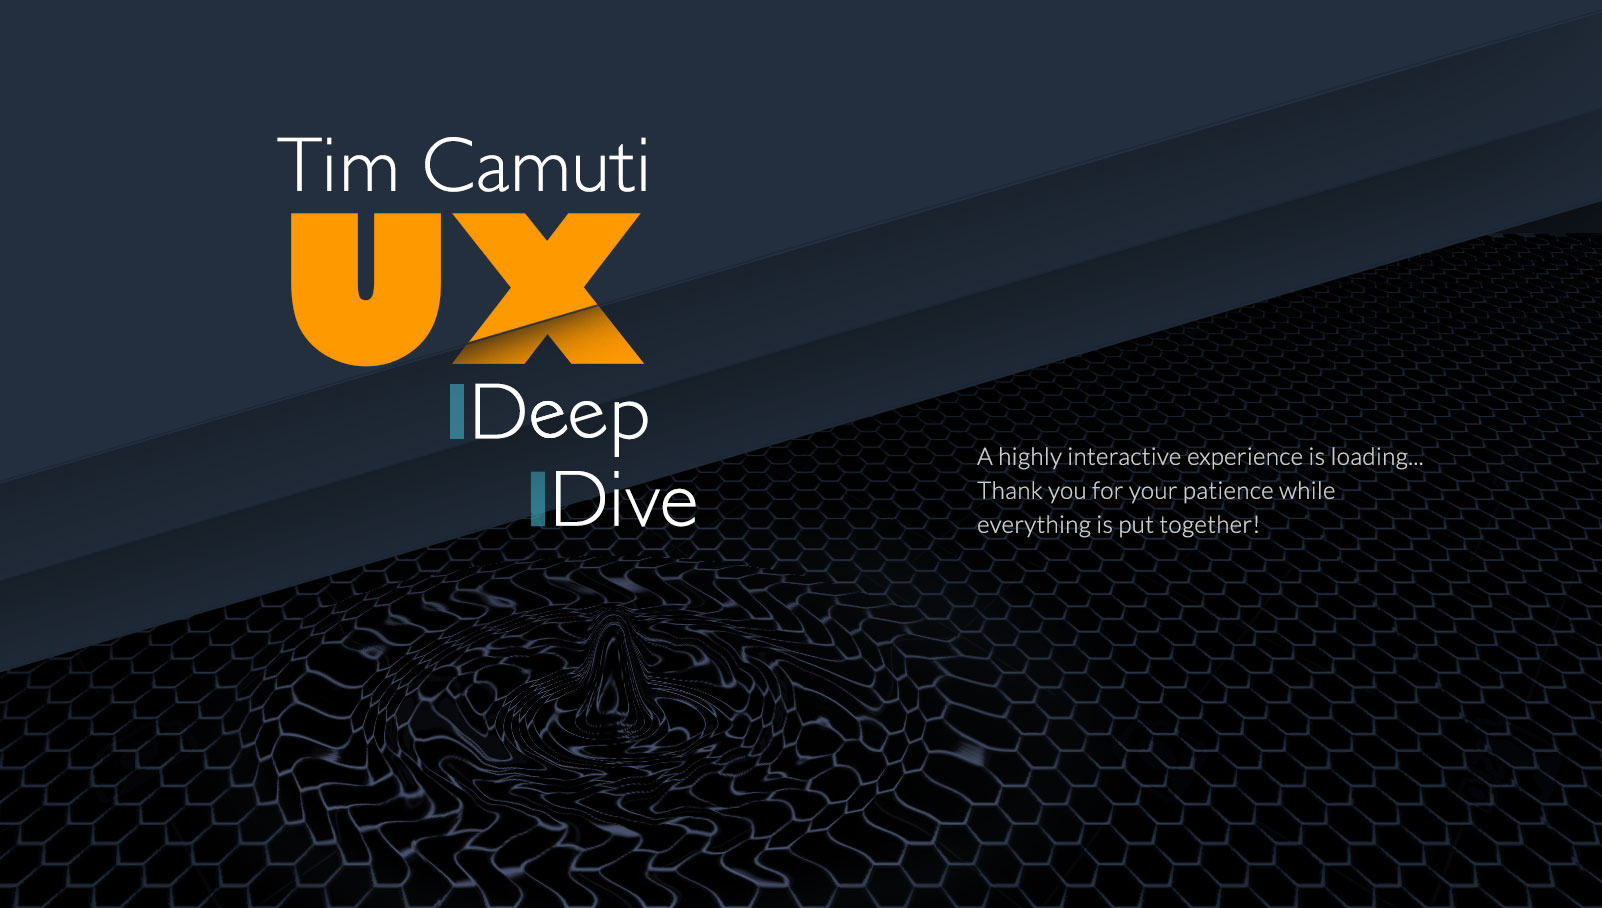 Tim Camuti
UX
Deep
Dive
A highly interactive experience is loading...
Thank you for your patience while
everything is put together!